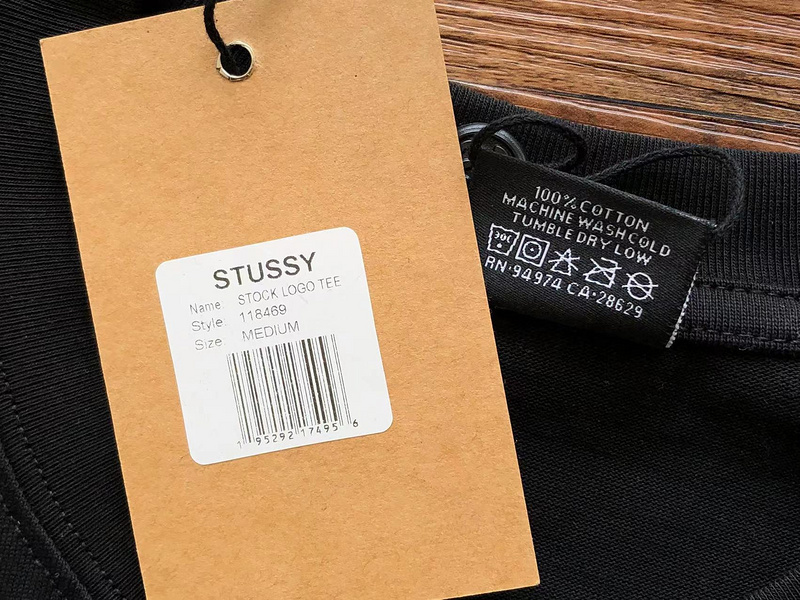 STUSSY
Name: STOCK LOGO TEE
Style: 118469
Size: MEDIUM
1 95292 17495 6
100% COTTON
MACHINE WASH COLD
TUMBLE DRY LOW
30C
RN·94974 CA·28629